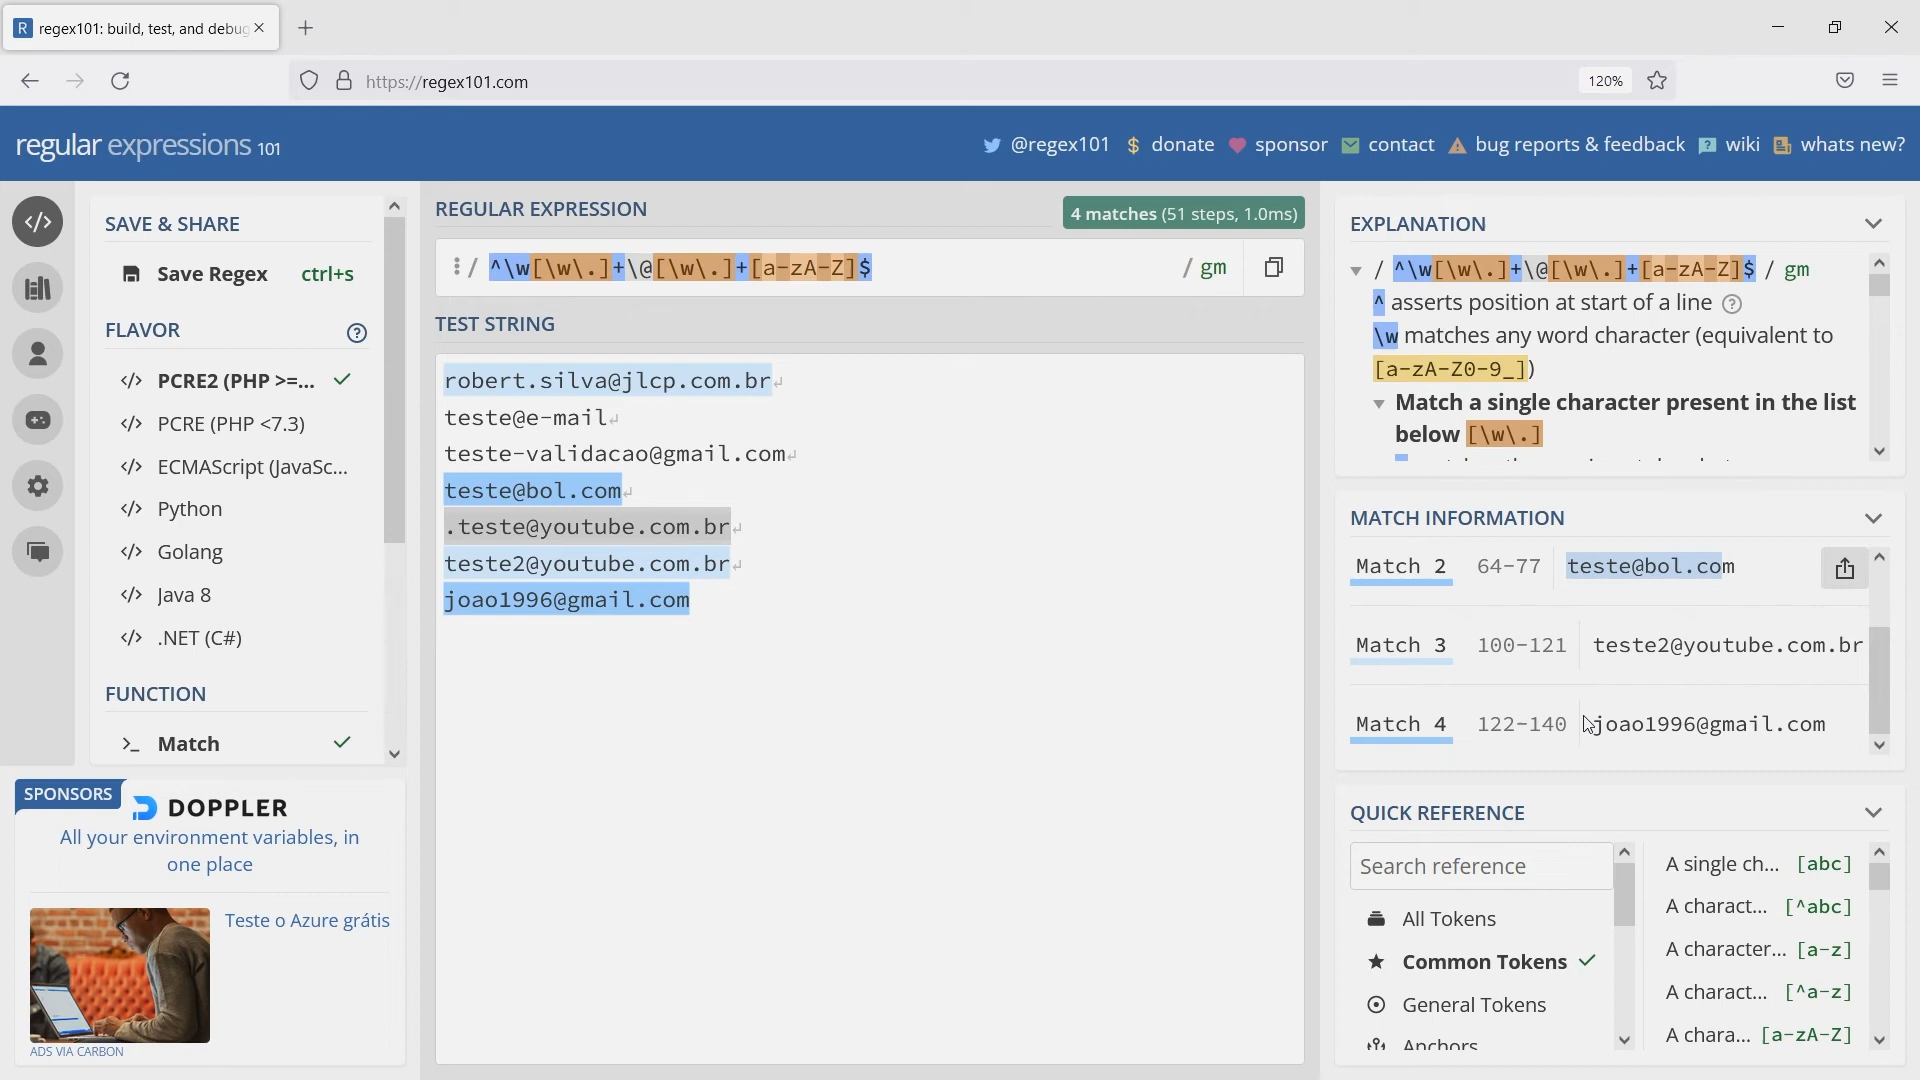 regex101: build, test, and debug
https://regex101.com
120%
regular expressions 101
@regex101
donate
sponsor
contact
bug reports & feedback
wiki
whats new?
SAVE & SHARE
Save Regex ctrl+s
FLAVOR
PCRE2 (PHP >=...
PCRE (PHP <7.3)
ECMAScript (JavaSc...
Python
Golang
Java 8
.NET (C#)
FUNCTION
Match
SPONSORS
DOPPLER
All your environment variables, in
one place
Teste o Azure grátis
ADS VIA CARBON
REGULAR EXPRESSION
4 matches (51 steps, 1.0ms)
/ ^\w[\w\.]+\@[\w\.]+[a-zA-Z]$ / gm
TEST STRING
robert.silva@jlcp.com.br
teste@e-mail
teste-validacao@gmail.com
teste@bol.com
.teste@youtube.com.br
teste2@youtube.com.br
joao1996@gmail.com
EXPLANATION
/ ^\w[\w\.]+\@[\w\.]+[a-zA-Z]$ / gm
^ asserts position at start of a line
\w matches any word character (equivalent to
[a-zA-Z0-9_])
Match a single character present in the list
below [\w\.]
MATCH INFORMATION
Match 2 64-77 teste@bol.com
Match 3 100-121 teste2@youtube.com.br
Match 4 122-140 joao1996@gmail.com
QUICK REFERENCE
Search reference
All Tokens
Common Tokens
General Tokens
Anchors
A single ch... [abc]
A charact... [^abc]
A character... [a-z]
A charact... [^a-z]
A chara... [a-zA-Z]